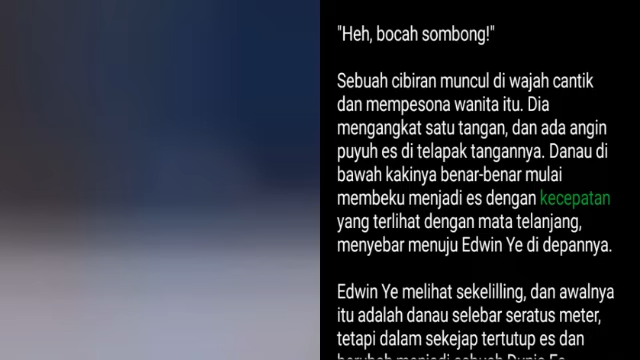 "Heh, bocah sombong!"
Sebuah cibiran muncul di wajah cantik
dan mempesona wanita itu. Dia
mengangkat satu tangan, dan ada angin
puyuh es di telapak tangannya. Danau di
bawah kakinya benar-benar mulai
membeku menjadi es dengan kecepatan
yang terlihat dengan mata telanjang,
menyebar menuju Edwin Ye di depannya.
Edwin Ye melihat sekelilling, dan awalnya
itu adalah danau selebar seratus meter,
tetapi dalam sekejap tertutup es dan